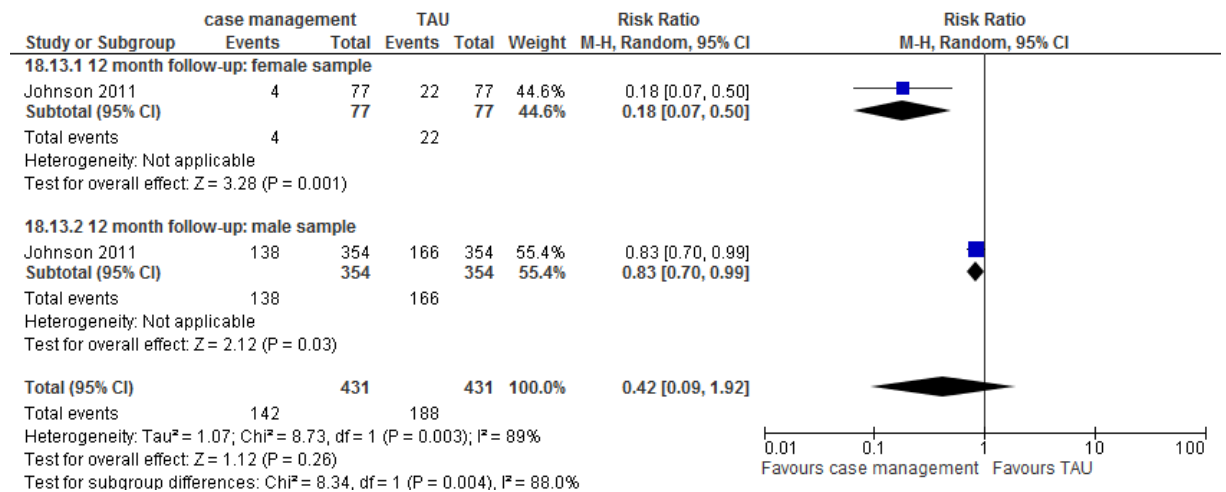 case management TAU Risk Ratio Risk Ratio
Study or Subgroup Events Total Events Total Weight M-H, Random, 95% CI M-H, Random, 95% CI
18.13.1 12 month follow-up: female sample
Johnson 2011 4 77 22 77 44.6% 0.18 [0.07, 0.50]
Subtotal (95% CI) 77 77 44.6% 0.18 [0.07, 0.50]
Total events 4 22
Heterogeneity: Not applicable
Test for overall effect: Z = 3.28 (P = 0.001)
18.13.2 12 month follow-up: male sample
Johnson 2011 138 354 166 354 55.4% 0.83 [0.70, 0.99]
Subtotal (95% CI) 354 354 55.4% 0.83 [0.70, 0.99]
Total events 138 166
Heterogeneity: Not applicable
Test for overall effect: Z = 2.12 (P = 0.03)
Total (95% CI) 431 431 100.0% 0.42 [0.09, 1.92]
Total events 142 188
Heterogeneity: Tau² = 1.07; Chi² = 8.73, df = 1 (P = 0.003); I² = 89%
Test for overall effect: Z = 1.12 (P = 0.26)
Test for subgroup differences: Chi² = 8.34, df = 1 (P = 0.004), I² = 88.0%
0.01 0.1 1 10 100
Favours case management Favours TAU